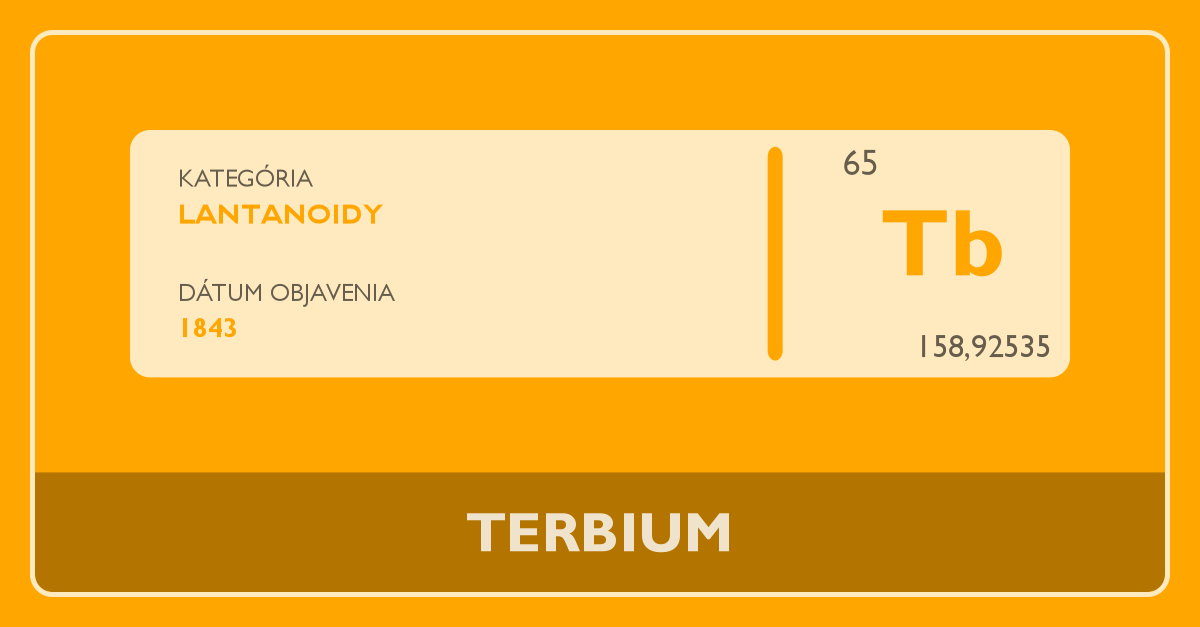 KATEGÓRIA
LANTANOIDY
DÁTUM OBJAVENIA
1843
65
Tb
158,92535
TERBIUM